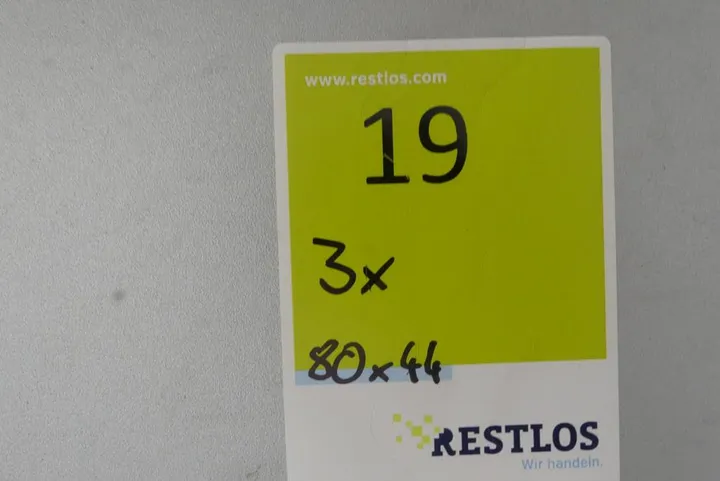 www.restlos.com
19
3x
80x44
RESTLOS
Wir handeln.